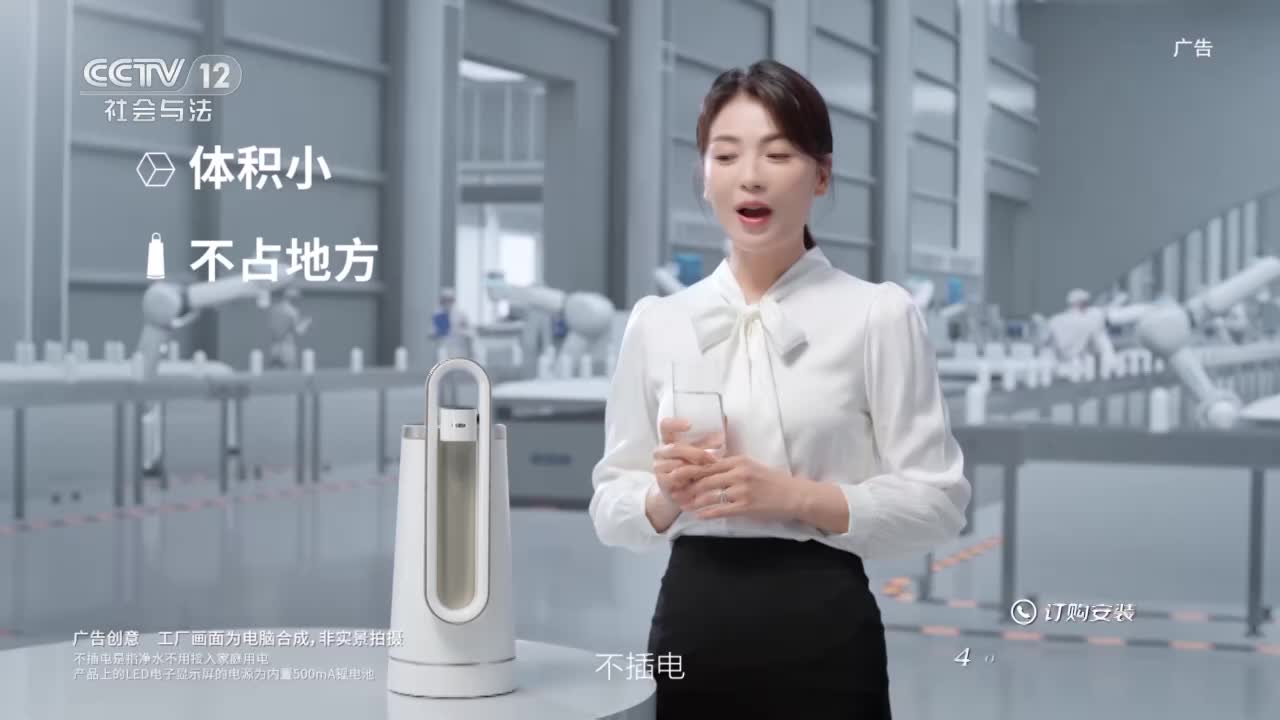 CCTV 12
社会与法
广告
体积小
不占地方
订购安装
4 0
广告创意 工厂画面为电脑合成,非实景拍摄
不插电是指净水不用接入家庭用电
产品上的LED电子显示屏的电源为内置500mA锂电池
不插电